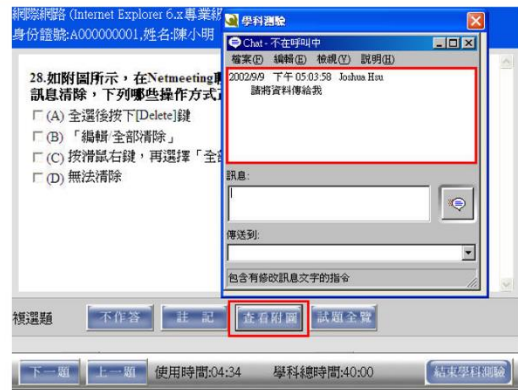 網際網路 (Internet Explorer 6.x專業級
身份證號:A000000001,姓名:陳小明
學科測驗
Chat - 不在呼叫中
檔案(F) 編輯(E) 檢視(V) 說明(H)
2002/9/9 下午 05:03:58 Joshua Hsu
請將資料傳給我
訊息:
傳送到:
包含有修改訊息文字的指令
28.如附圖所示,在Netmeeting
訊息清除,下列哪些操作方式
(A) 全選後按下[Delete]鍵
(B) 「編輯/全部清除」
(C) 按滑鼠右鍵,再選擇「全
(D) 無法清除
複選題
不作答
註 記
查看附圖
試題全覽
下一題
上一題
使用時間:04:34
學科總時間:40:00
結束學科測驗